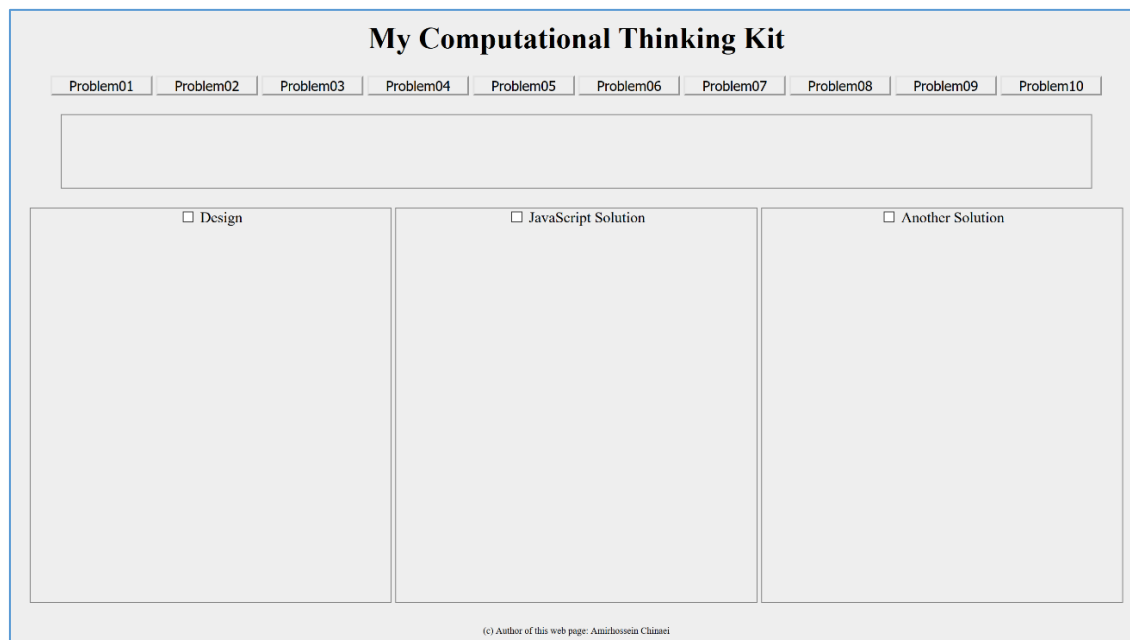 My Computational Thinking Kit
Problem01 Problem02 Problem03 Problem04 Problem05 Problem06 Problem07 Problem08 Problem09 Problem10
Design
JavaScript Solution
Another Solution
(c) Author of this web page: Amirhossein Chinaei